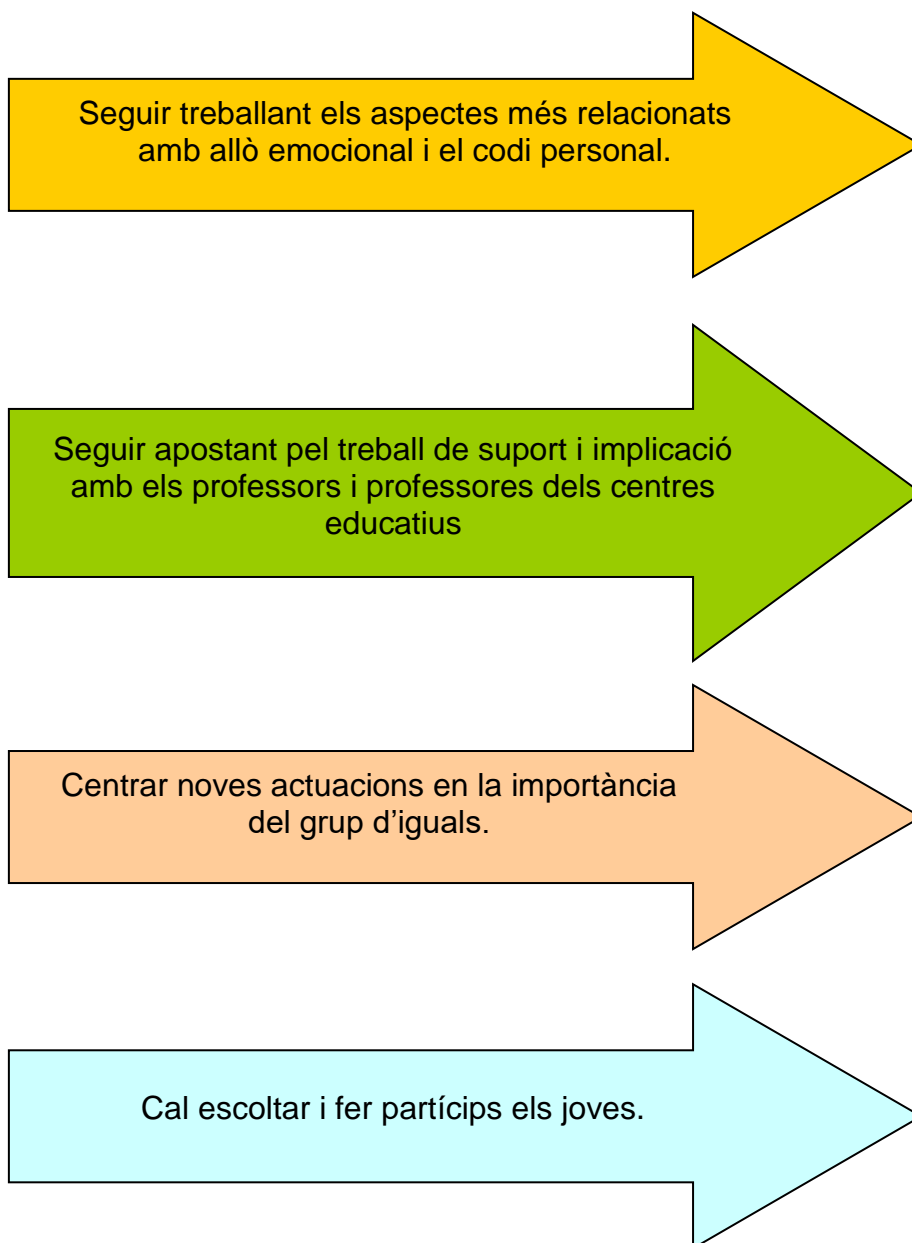 Seguir treballant els aspectes més relacionats
amb allò emocional i el codi personal.
Seguir apostant pel treball de suport i implicació
amb els professors i professores dels centres
educatius
Centrar noves actuacions en la importància
del grup d’iguals.
Cal escoltar i fer partícips els joves.